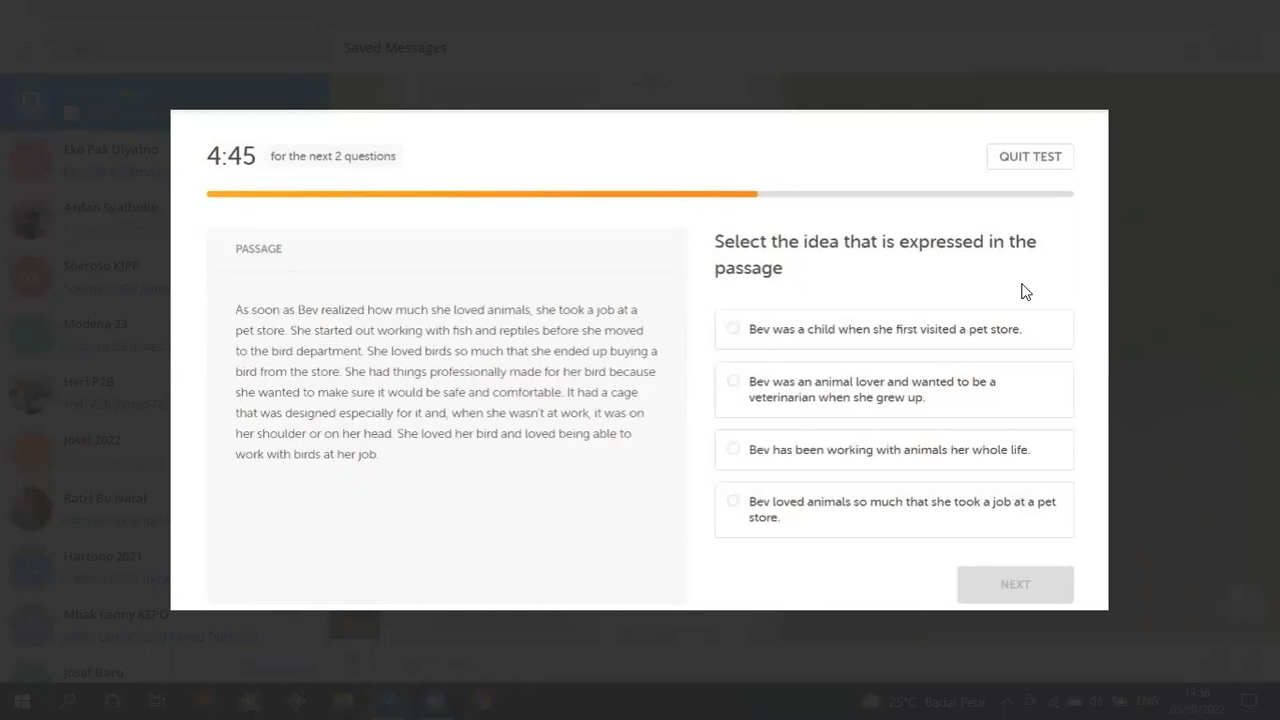 Saved Messages
Eko Pak Diyatno
Ardan Syaifudin
Soeroso KJPP
Modena 23
Heri P2B
Josef 2022
Ratri Bu Natal
Hartono 2021
Mbak Lanny KEPO
Josef Baru
4:45
for the next 2 questions
QUIT TEST
PASSAGE
As soon as Bev realized how much she loved animals, she took a job at a
pet store. She started out working with fish and reptiles before she moved
to the bird department. She loved birds so much that she ended up buying a
bird from the store. She had things professionally made for her bird because
she wanted to make sure it would be safe and comfortable. It had a cage
that was designed especially for it and, when she wasn't at work, it was on
her shoulder or on her head. She loved her bird and loved being able to
work with birds at her job.
Select the idea that is expressed in the
passage
Bev was a child when she first visited a pet store.
Bev was an animal lover and wanted to be a
veterinarian when she grew up.
Bev has been working with animals her whole life.
Bev loved animals so much that she took a job at a pet
store.
NEXT
25°C Badai Petir
ENG
19.36